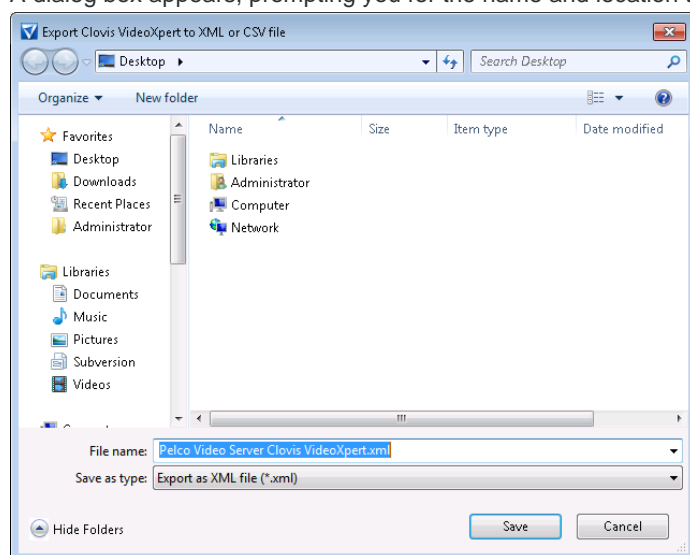 A dialog box appears, prompting you for the name and location
Export Clovis VideoXpert to XML or CSV file
Desktop
Search Desktop
Organize
New folder
Name Size Item type Date modified
Favorites
Desktop
Downloads
Recent Places
Administrator
Libraries
Documents
Music
Pictures
Subversion
Videos
Libraries
Administrator
Computer
Network
File name: Pelco Video Server Clovis VideoXpert.xml
Save as type: Export as XML file (*.xml)
Hide Folders
Save
Cancel